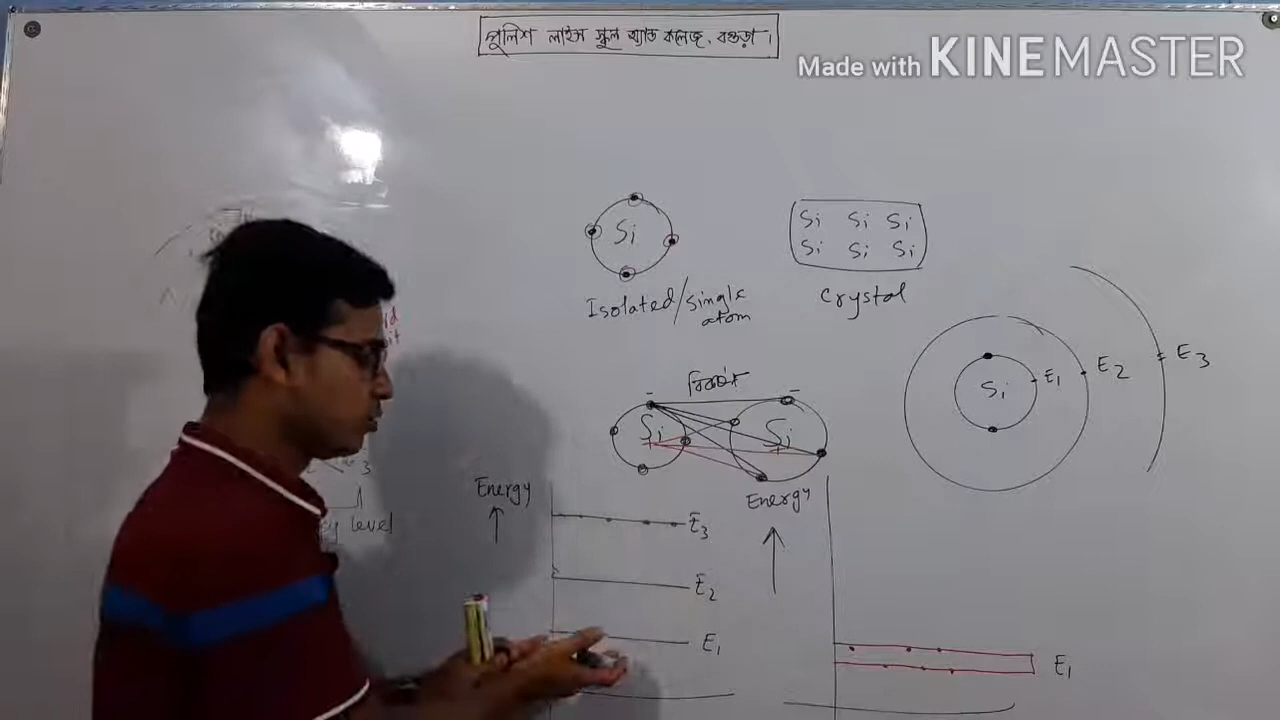 পুলিশ লাইন্স স্কুল অ্যান্ড কলেজ, বগুড়া।
Made with KINEMASTER
Si
Isolated/single
atom
Si Si Si
Si Si Si
Crystal
Si E1 E2 E3
- -
Si Si
+ +
Energy
E3
E2
E1
Energy
E1
3
level